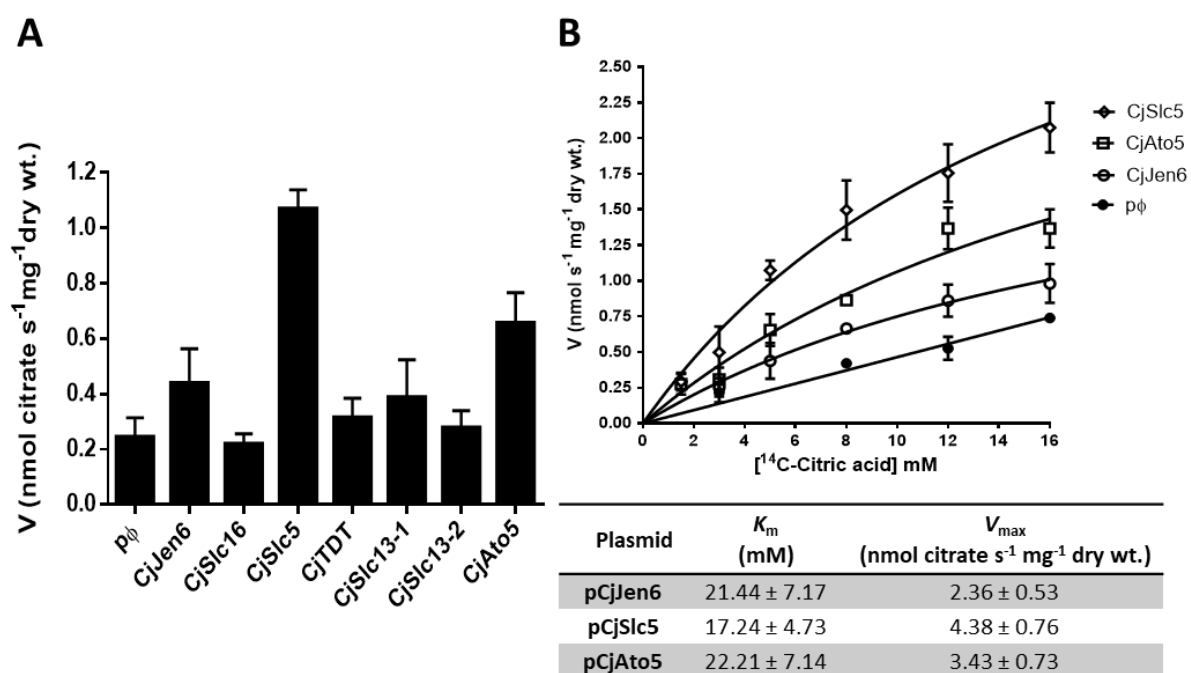 A
V (nmol citrate s⁻¹mg⁻¹dry wt.)
1.2
1.0
0.8
0.6
0.4
0.2
0.0
pϕ
CjJen6
CjSlc16
CjSlc5
CjTDT
CjSlc13-1
CjSlc13-2
CjAto5
B
V (nmol s⁻¹ mg⁻¹ dry wt.)
2.50
2.25
2.00
1.75
1.50
1.25
1.00
0.75
0.50
0.25
0.00
0 2 4 6 8 10 12 14 16
[¹⁴C-Citric acid] mM
CjSlc5
CjAto5
CjJen6
pϕ
Plasmid Kₘ (mM) Vₘₐₓ (nmol citrate s⁻¹ mg⁻¹ dry wt.)
pCjJen6 21.44 ± 7.17 2.36 ± 0.53
pCjSlc5 17.24 ± 4.73 4.38 ± 0.76
pCjAto5 22.21 ± 7.14 3.43 ± 0.73